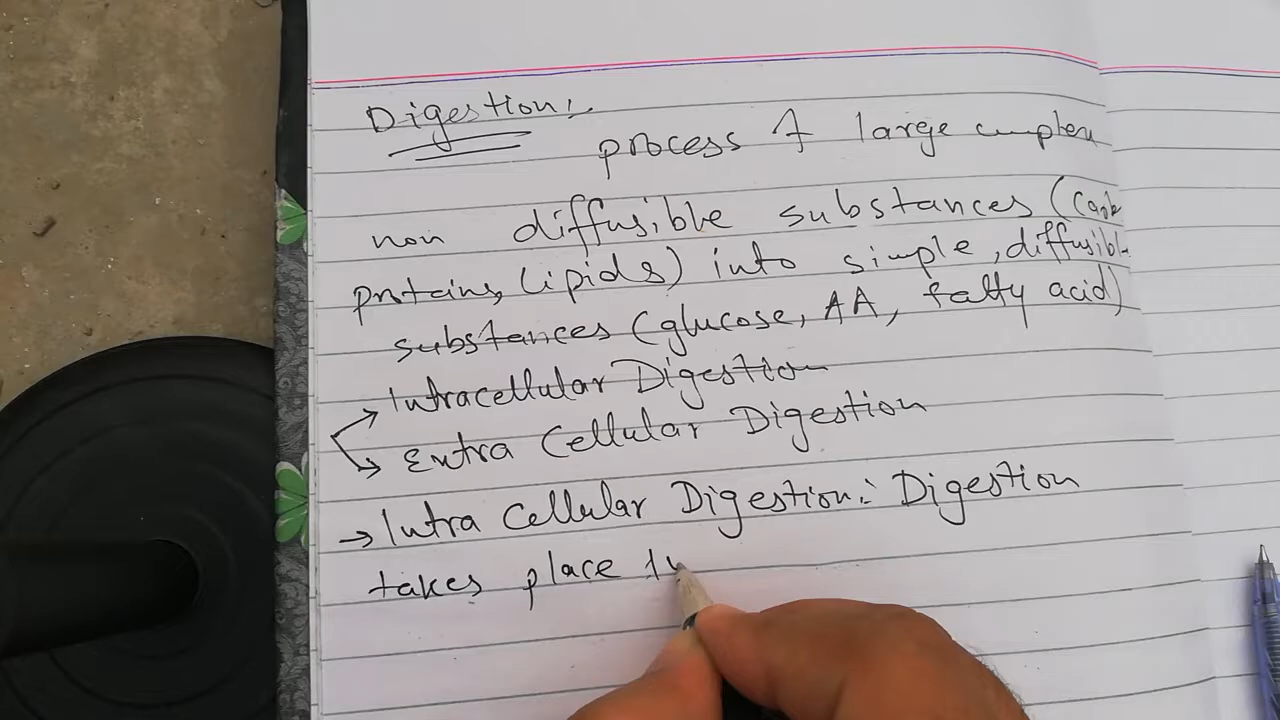 Digestion:-
process of large complex
non diffusible substances (Carb
proteins, lipids) into simple, diffusible
substances (glucose, AA, fatty acid)
→ Intracellular Digestion
→ Extra Cellular Digestion
→ Intra Cellular Digestion:- Digestion
takes place